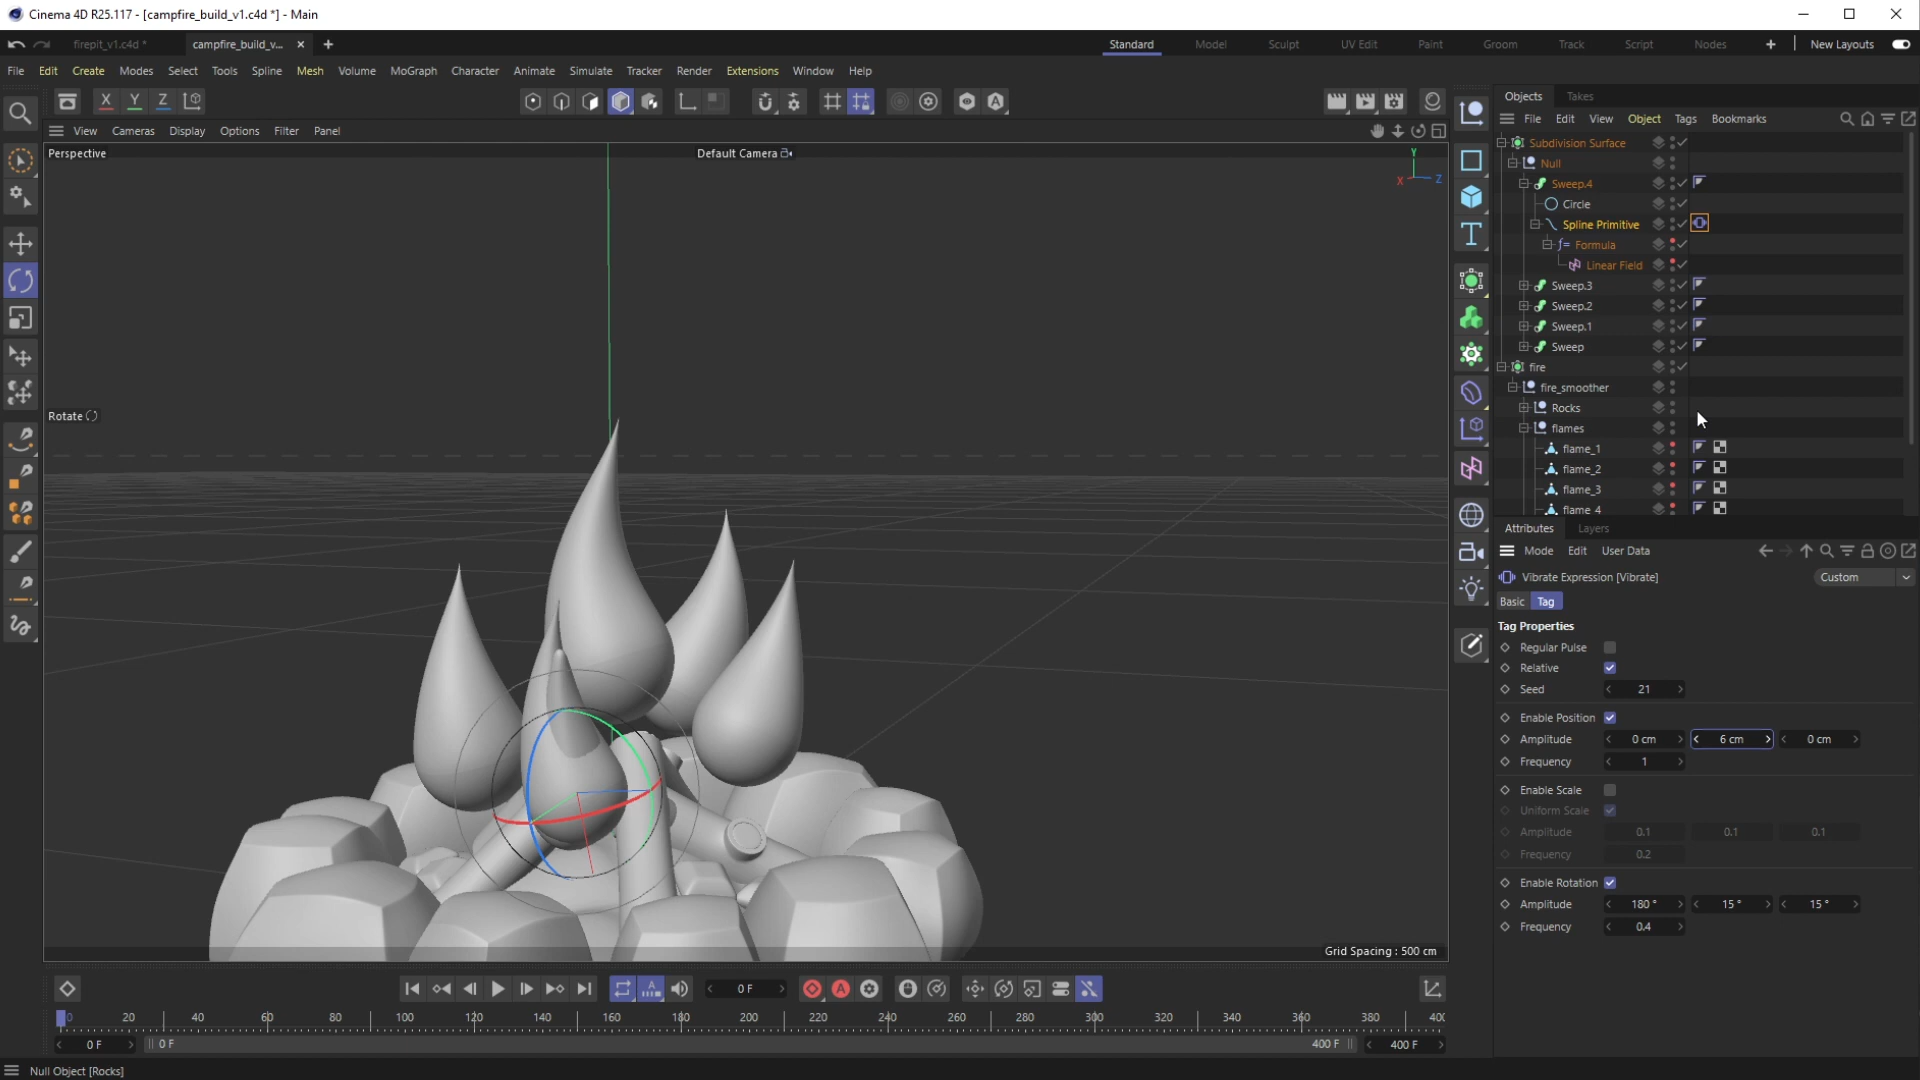 Cinema 4D R25.117 - [campfire_build_v1.c4d *] - Main
firepit_v1.c4d * campfire_build_v... × + Standard Model Sculpt UV Edit Paint Groom Track Script Nodes + New Layouts
File Edit Create Modes Select Tools Spline Mesh Volume MoGraph Character Animate Simulate Tracker Render Extensions Window Help
X Y Z
Objects Takes
File Edit View Object Tags Bookmarks
View Cameras Display Options Filter Panel
Perspective
Default Camera
Y
X Z
Rotate
Grid Spacing : 500 cm
Subdivision Surface
Null
Sweep.4
Circle
Spline Primitive
Formula
Linear Field
Sweep.3
Sweep.2
Sweep.1
Sweep
fire
fire_smoother
Rocks
flames
flame_1
flame_2
flame_3
flame_4
Attributes Layers
Mode Edit User Data
Vibrate Expression [Vibrate] Custom
Basic Tag
Tag Properties
Regular Pulse
Relative
Seed 21
Enable Position
Amplitude 0 cm 6 cm 0 cm
Frequency 1
Enable Scale
Uniform Scale
Amplitude 0.1 0.1 0.1
Frequency 0.2
Enable Rotation
Amplitude 180 ° 15 ° 15 °
Frequency 0.4
0 F
0 20 40 60 80 100 120 140 160 180 200 220 240 260 280 300 320 340 360 380 400
0 F 0 F 400 F 400 F
Null Object [Rocks]